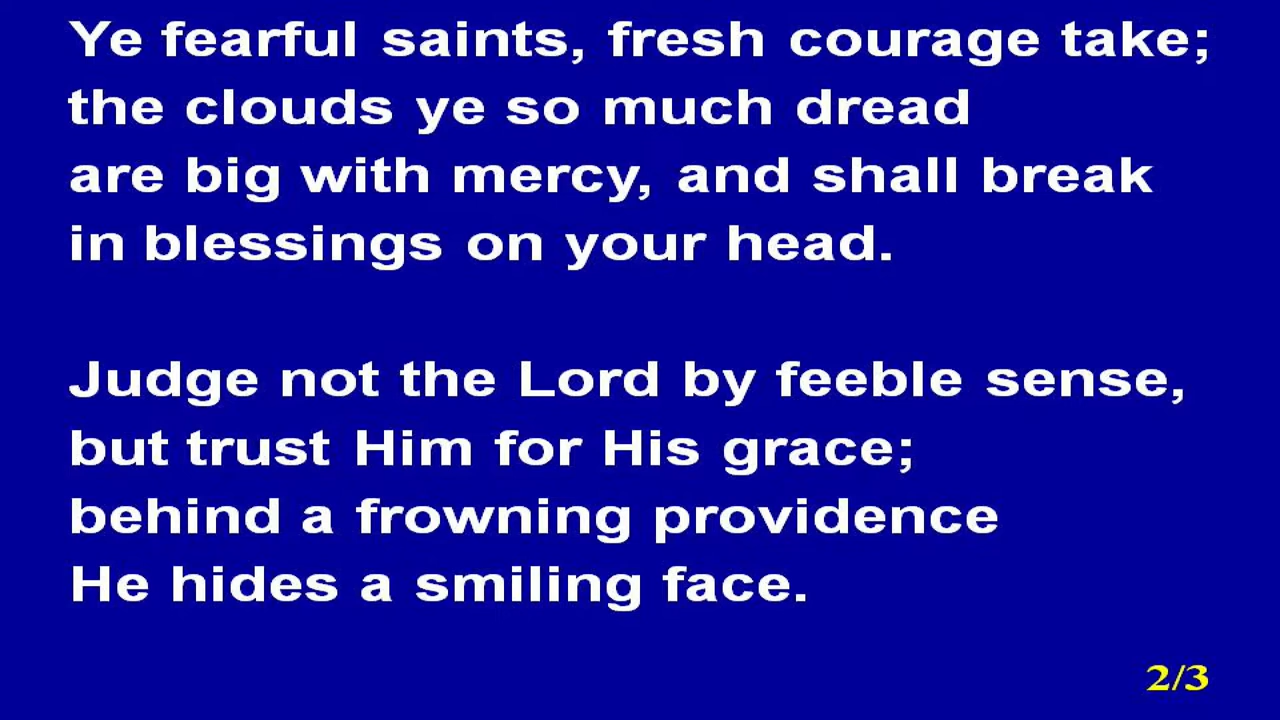 Ye fearful saints, fresh courage take;
the clouds ye so much dread
are big with mercy, and shall break
in blessings on your head.
Judge not the Lord by feeble sense,
but trust Him for His grace;
behind a frowning providence
He hides a smiling face.
2/3